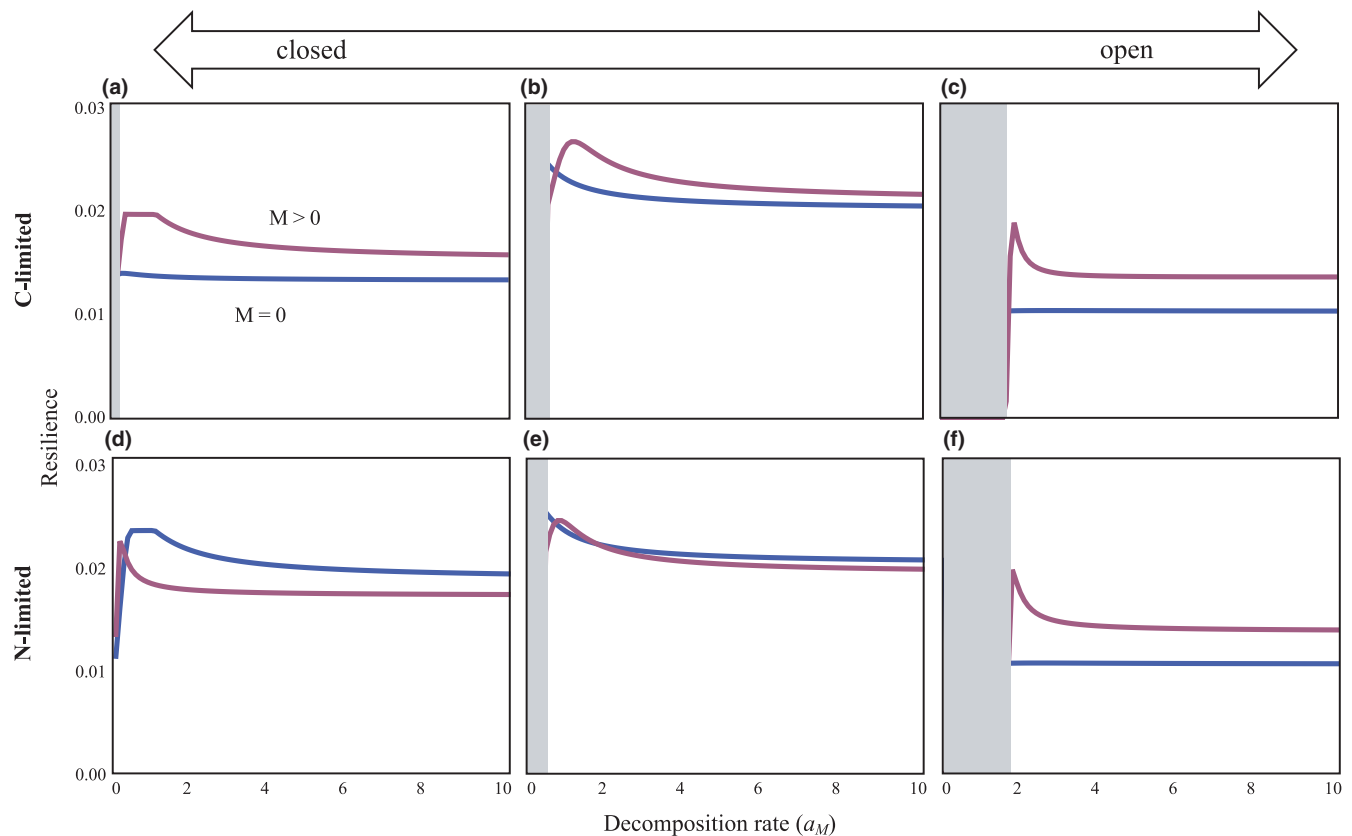 closed open
(a) (b) (c)
0.03
0.02
0.01
0.00
C-limited
M > 0
M = 0
Resilience
(d) (e) (f)
0.03
0.02
0.01
0.00
N-limited
0 2 4 6 8 10 0 2 4 6 8 10 0 2 4 6 8 10
Decomposition rate (aM)